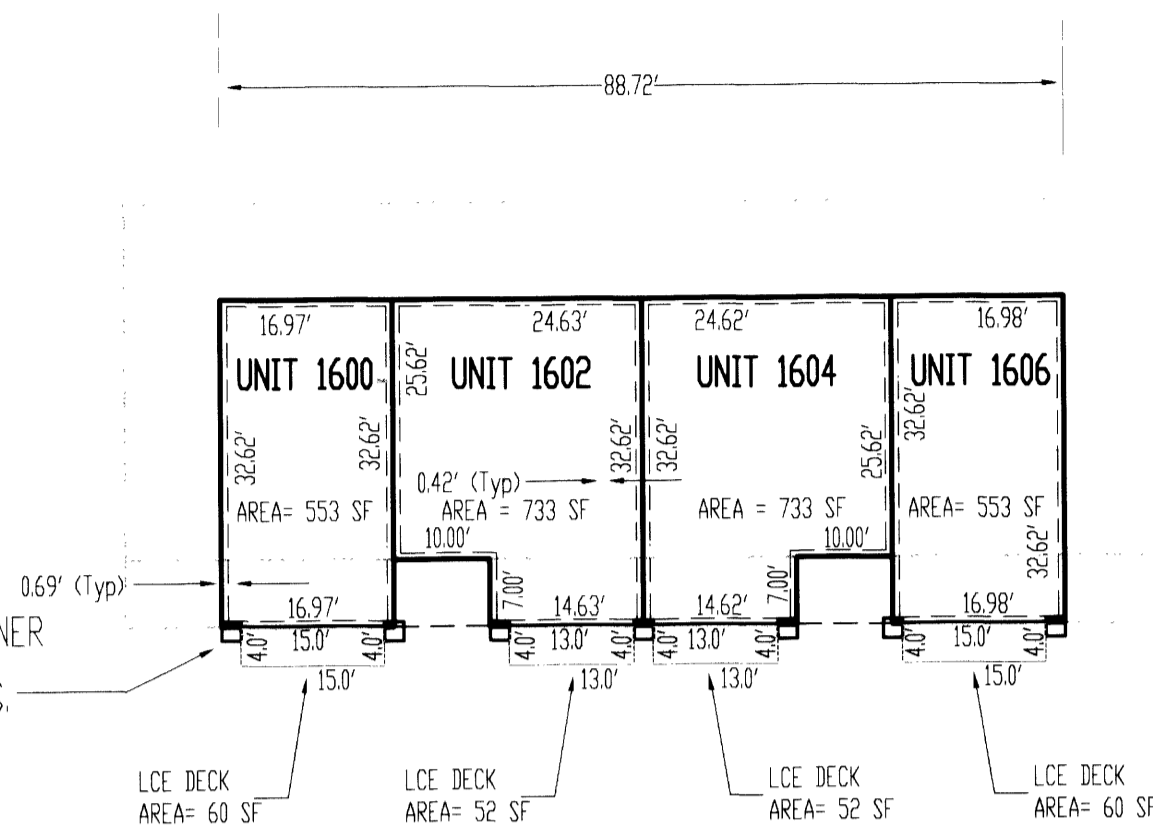 88.72'
16.97' 24.63' 24.62' 16.98'
UNIT 1600 UNIT 1602 UNIT 1604 UNIT 1606
25.62' 32.62'
32.62' 32.62' 32.62' 32.62' 25.62'
0.42' (Typ)
AREA= 553 SF AREA = 733 SF AREA = 733 SF AREA= 553 SF
10.00' 10.00'
32.62'
0.69' (Typ)
7.00' 7.00'
16.97' 14.63' 14.62' 16.98'
NER
4.0' 15.0' 4.0' 4.0' 13.0' 4.0' 4.0' 13.0' 4.0' 4.0' 15.0' 4.0'
15.0' 13.0' 13.0' 15.0'
LCE DECK LCE DECK LCE DECK LCE DECK
AREA= 60 SF AREA= 52 SF AREA= 52 SF AREA= 60 SF